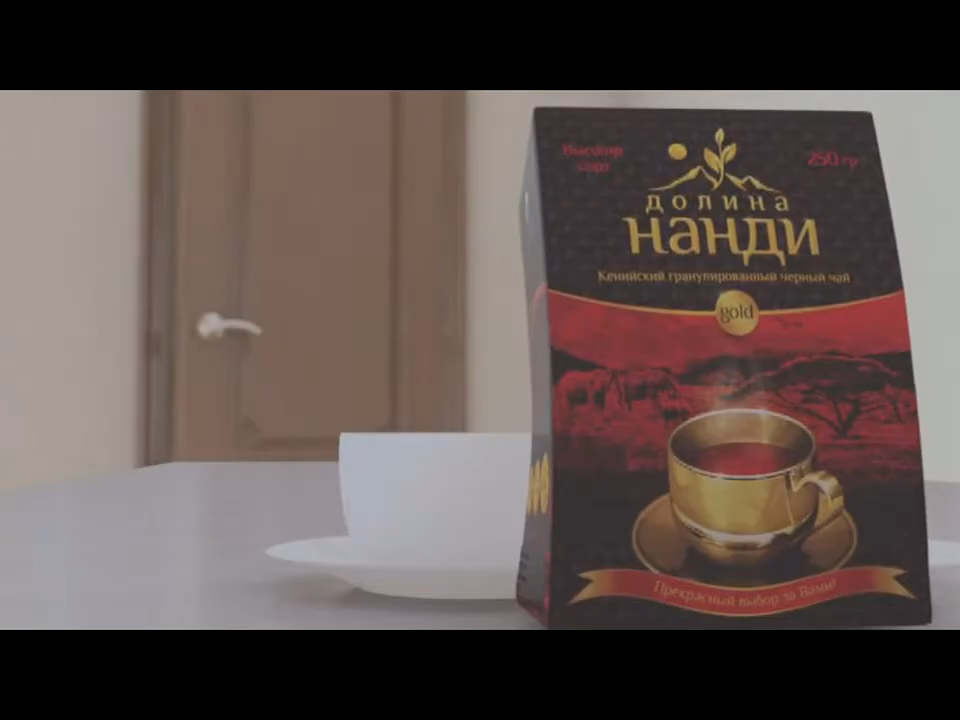 Высший
сорт
250 гр
долина
нанди
Кенийский гранулированный черный чай
gold
Прекрасный выбор за Вами!